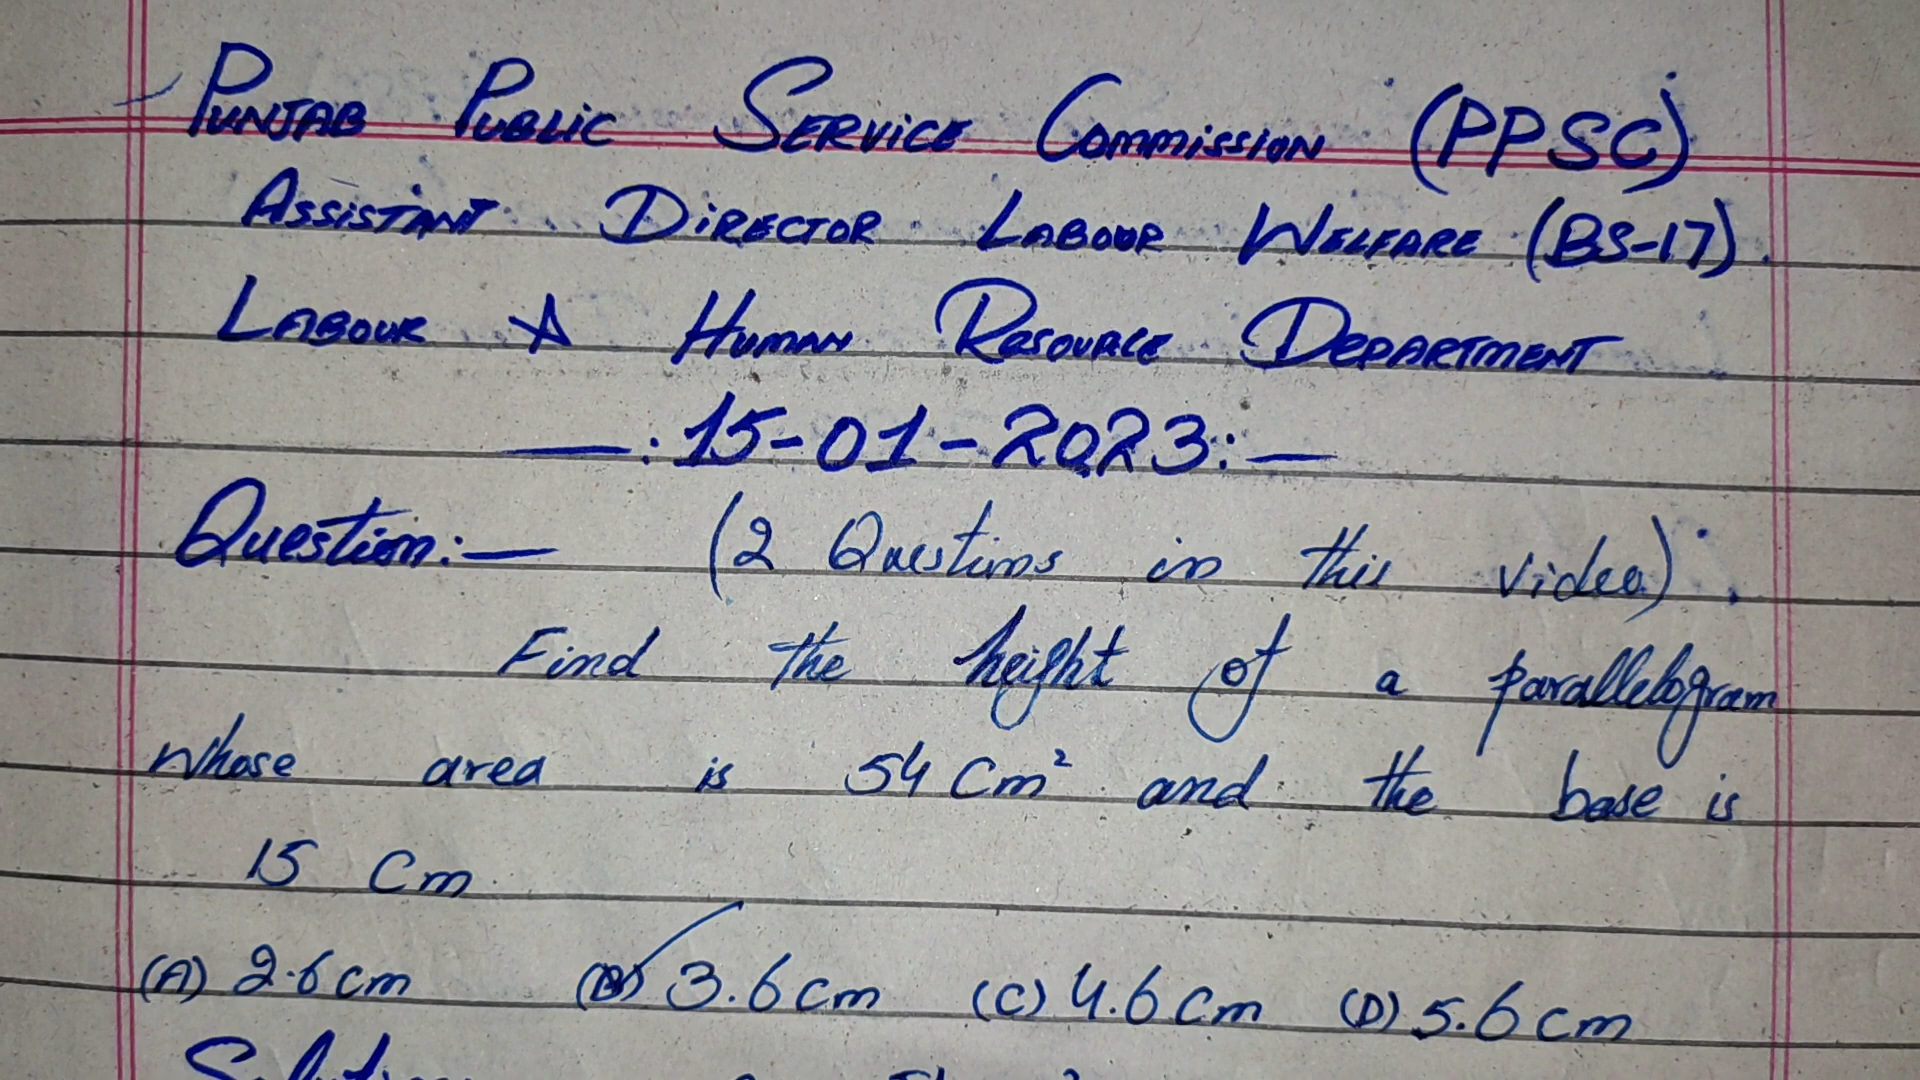 PUNJAB PUBLIC SERVICE COMMISSION (PPSC)
ASSISTANT DIRECTOR LABOUR WELFARE (BS-17).
LABOUR & HUMAN RESOURCE DEPARTMENT
—:15-01-2023:—
Question:— (2 Questions in this video).
Find the height of a parallelogram
whose area is 54 Cm² and the base is
15 Cm.
(A) 2.6 cm (B) 3.6 cm (C) 4.6 cm (D) 5.6 cm